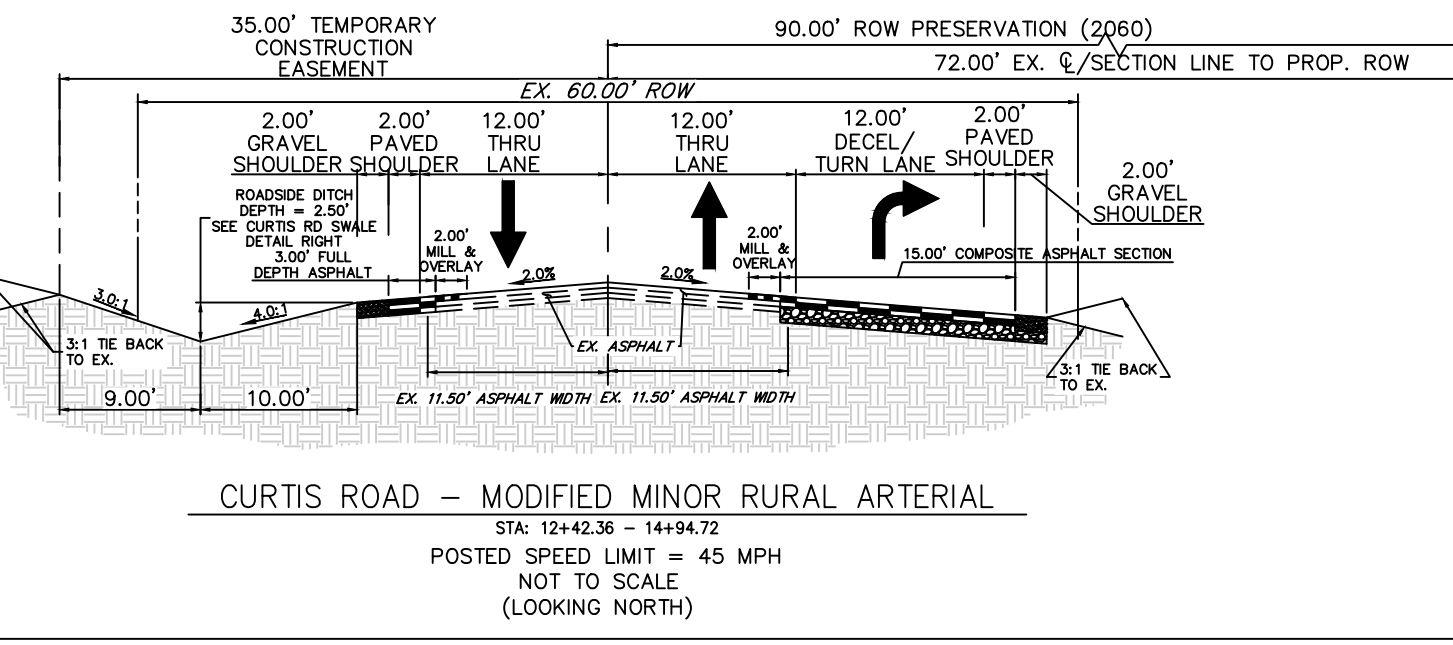 35.00' TEMPORARY
CONSTRUCTION
EASEMENT
90.00' ROW PRESERVATION (2060)
72.00' EX. ℄/SECTION LINE TO PROP. ROW
EX. 60.00' ROW
2.00'
GRAVEL
SHOULDER
2.00'
PAVED
SHOULDER
12.00'
THRU
LANE
12.00'
THRU
LANE
12.00'
DECEL/
TURN LANE
2.00'
PAVED
SHOULDER
2.00'
GRAVEL
SHOULDER
ROADSIDE DITCH
DEPTH = 2.50'
SEE CURTIS RD SWALE
DETAIL RIGHT
3.00' FULL
DEPTH ASPHALT
2.00'
MILL &
OVERLAY
2.00'
MILL &
OVERLAY
15.00' COMPOSITE ASPHALT SECTION
2.0%
2.0%
3.0:1
4.0:1
3:1 TIE BACK
TO EX.
EX. ASPHALT
3:1 TIE BACK
TO EX.
9.00'
10.00'
EX. 11.50' ASPHALT WIDTH
EX. 11.50' ASPHALT WIDTH
CURTIS ROAD – MODIFIED MINOR RURAL ARTERIAL
STA: 12+42.36 – 14+94.72
POSTED SPEED LIMIT = 45 MPH
NOT TO SCALE
(LOOKING NORTH)